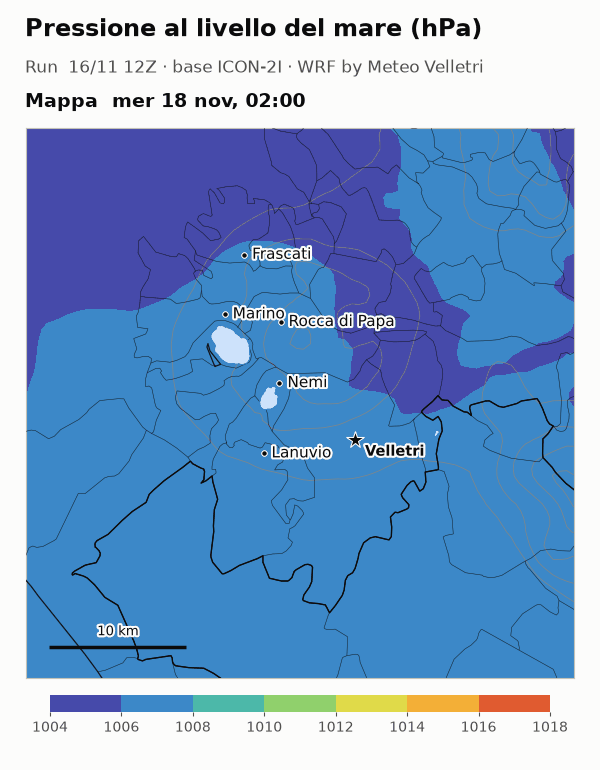 Pressione al livello del mare (hPa)
Run  16/11 12Z · base ICON-2I · WRF by Meteo Velletri
Mappa  mer 18 nov, 02:00
Frascati
Marino
Rocca di Papa
Nemi
Velletri
Lanuvio
10 km
1004 1006 1008 1010 1012 1014 1016 1018